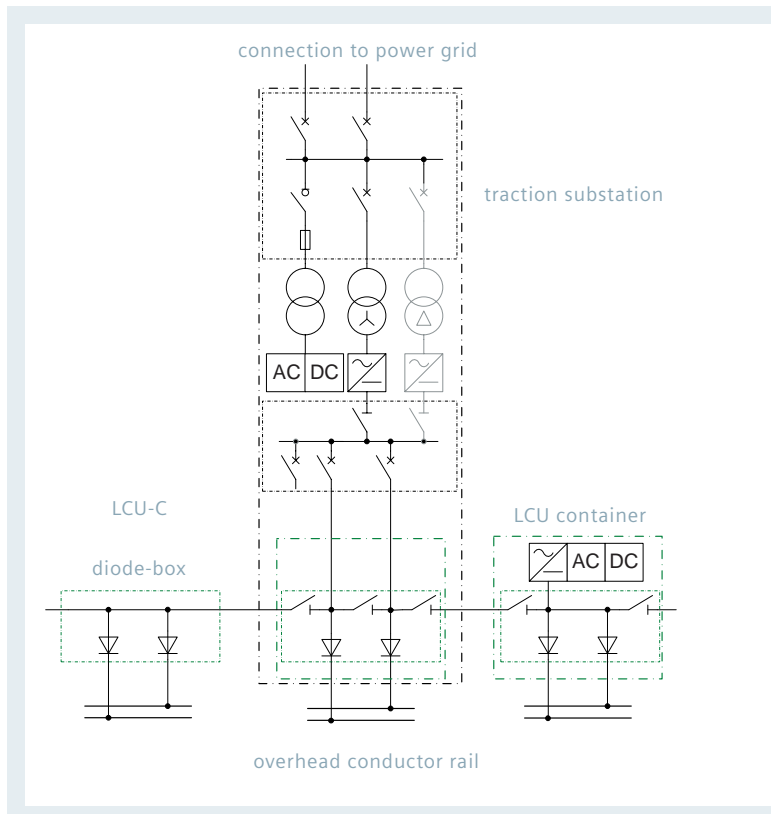 connection to power grid
traction substation
AC DC
LCU-C
LCU container
diode-box
AC DC
overhead conductor rail